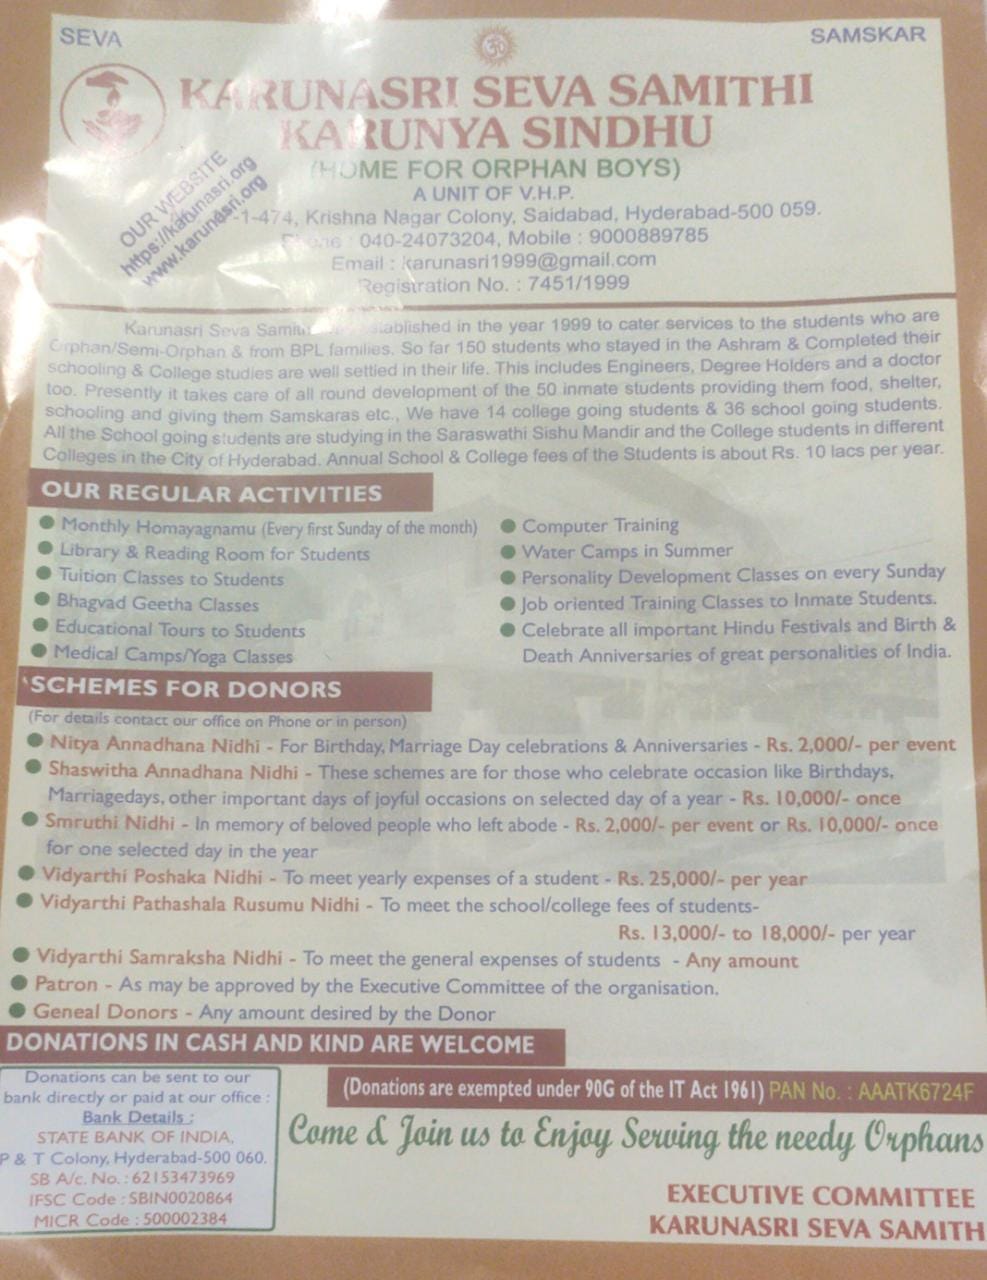 SEVA
SAMSKAR
KARUNASRI SEVA SAMITHI
KARUNYA SINDHU
(HOME FOR ORPHAN BOYS)
A UNIT OF V.H.P.
OUR WEBSITE
https://karunasri.org
www.karunasri.org
-1-474, Krishna Nagar Colony, Saidabad, Hyderabad-500 059.
Phone : 040-24073204, Mobile : 9000889785
Email : karunasri1999@gmail.com
Registration No. : 7451/1999
Karunasri Seva Samithi established in the year 1999 to cater services to the students who are
Orphan/Semi-Orphan & from BPL families. So far 150 students who stayed in the Ashram & Completed their
schooling & College studies are well settled in their life. This includes Engineers, Degree Holders and a doctor
too. Presently it takes care of all round development of the 50 inmate students providing them food, shelter,
schooling and giving them Samskaras etc., We have 14 college going students & 36 school going students.
All the School going students are studying in the Saraswathi Sishu Mandir and the College students in different
Colleges in the City of Hyderabad. Annual School & College fees of the Students is about Rs. 10 lacs per year.
OUR REGULAR ACTIVITIES
Monthly Homayagnamu (Every first Sunday of the month)
Library & Reading Room for Students
Tuition Classes to Students
Bhagvad Geetha Classes
Educational Tours to Students
Medical Camps/Yoga Classes
Computer Training
Water Camps in Summer
Personality Development Classes on every Sunday
Job oriented Training Classes to Inmate Students.
Celebrate all important Hindu Festivals and Birth &
Death Anniversaries of great personalities of India.
SCHEMES FOR DONORS
(For details contact our office on Phone or in person)
Nitya Annadhana Nidhi - For Birthday, Marriage Day celebrations & Anniversaries - Rs. 2,000/- per event
Shaswitha Annadhana Nidhi - These schemes are for those who celebrate occasion like Birthdays,
Marriagedays, other important days of joyful occasions on selected day of a year - Rs. 10,000/- once
Smruthi Nidhi - In memory of beloved people who left abode - Rs. 2,000/- per event or Rs. 10,000/- once
for one selected day in the year
Vidyarthi Poshaka Nidhi - To meet yearly expenses of a student - Rs. 25,000/- per year
Vidyarthi Pathashala Rusumu Nidhi - To meet the school/college fees of students-
Rs. 13,000/- to 18,000/- per year
Vidyarthi Samraksha Nidhi - To meet the general expenses of students - Any amount
Patron - As may be approved by the Executive Committee of the organisation.
Geneal Donors - Any amount desired by the Donor
DONATIONS IN CASH AND KIND ARE WELCOME
Donations can be sent to our
bank directly or paid at our office :
Bank Details :
STATE BANK OF INDIA,
P & T Colony, Hyderabad-500 060.
SB A/c. No. : 62153473969
IFSC Code : SBIN0020864
MICR Code : 500002384
(Donations are exempted under 90G of the IT Act 1961) PAN No. : AAATK6724F
Come & Join us to Enjoy Serving the needy Orphans
EXECUTIVE COMMITTEE
KARUNASRI SEVA SAMITH